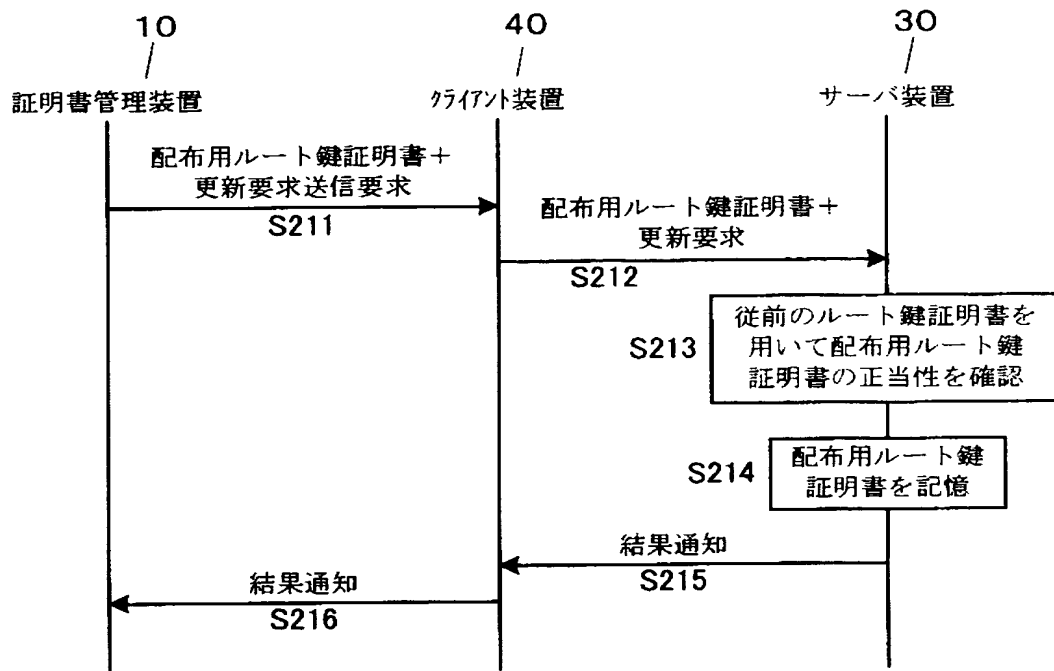 10
40
30
証明書管理装置
クライアント装置
サーバ装置
配布用ルート鍵証明書＋
更新要求送信要求
S211
配布用ルート鍵証明書＋
更新要求
S212
S213
従前のルート鍵証明書を
用いて配布用ルート鍵
証明書の正当性を確認
S214
配布用ルート鍵
証明書を記憶
結果通知
S215
結果通知
S216